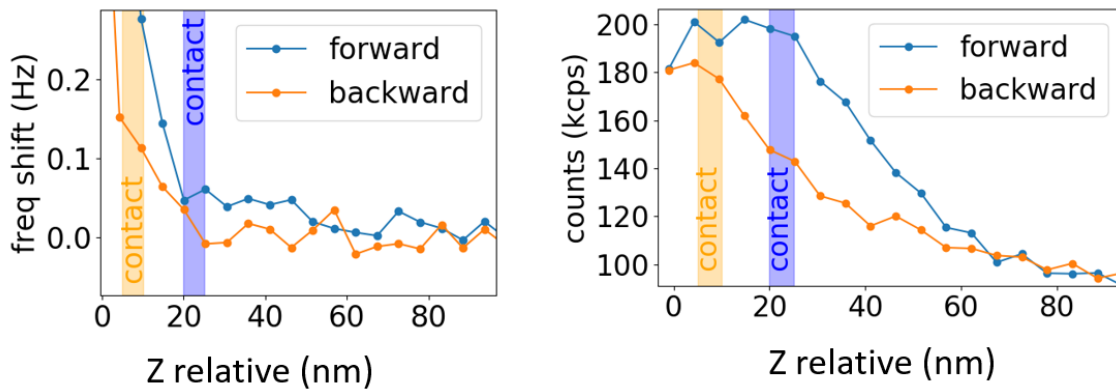 freq shift (Hz)
0.2
0.1
0.0
contact
contact
forward
backward
0 20 40 60 80
Z relative (nm)
counts (kcps)
200
180
160
140
120
100
contact
contact
forward
backward
0 20 40 60 80
Z relative (nm)